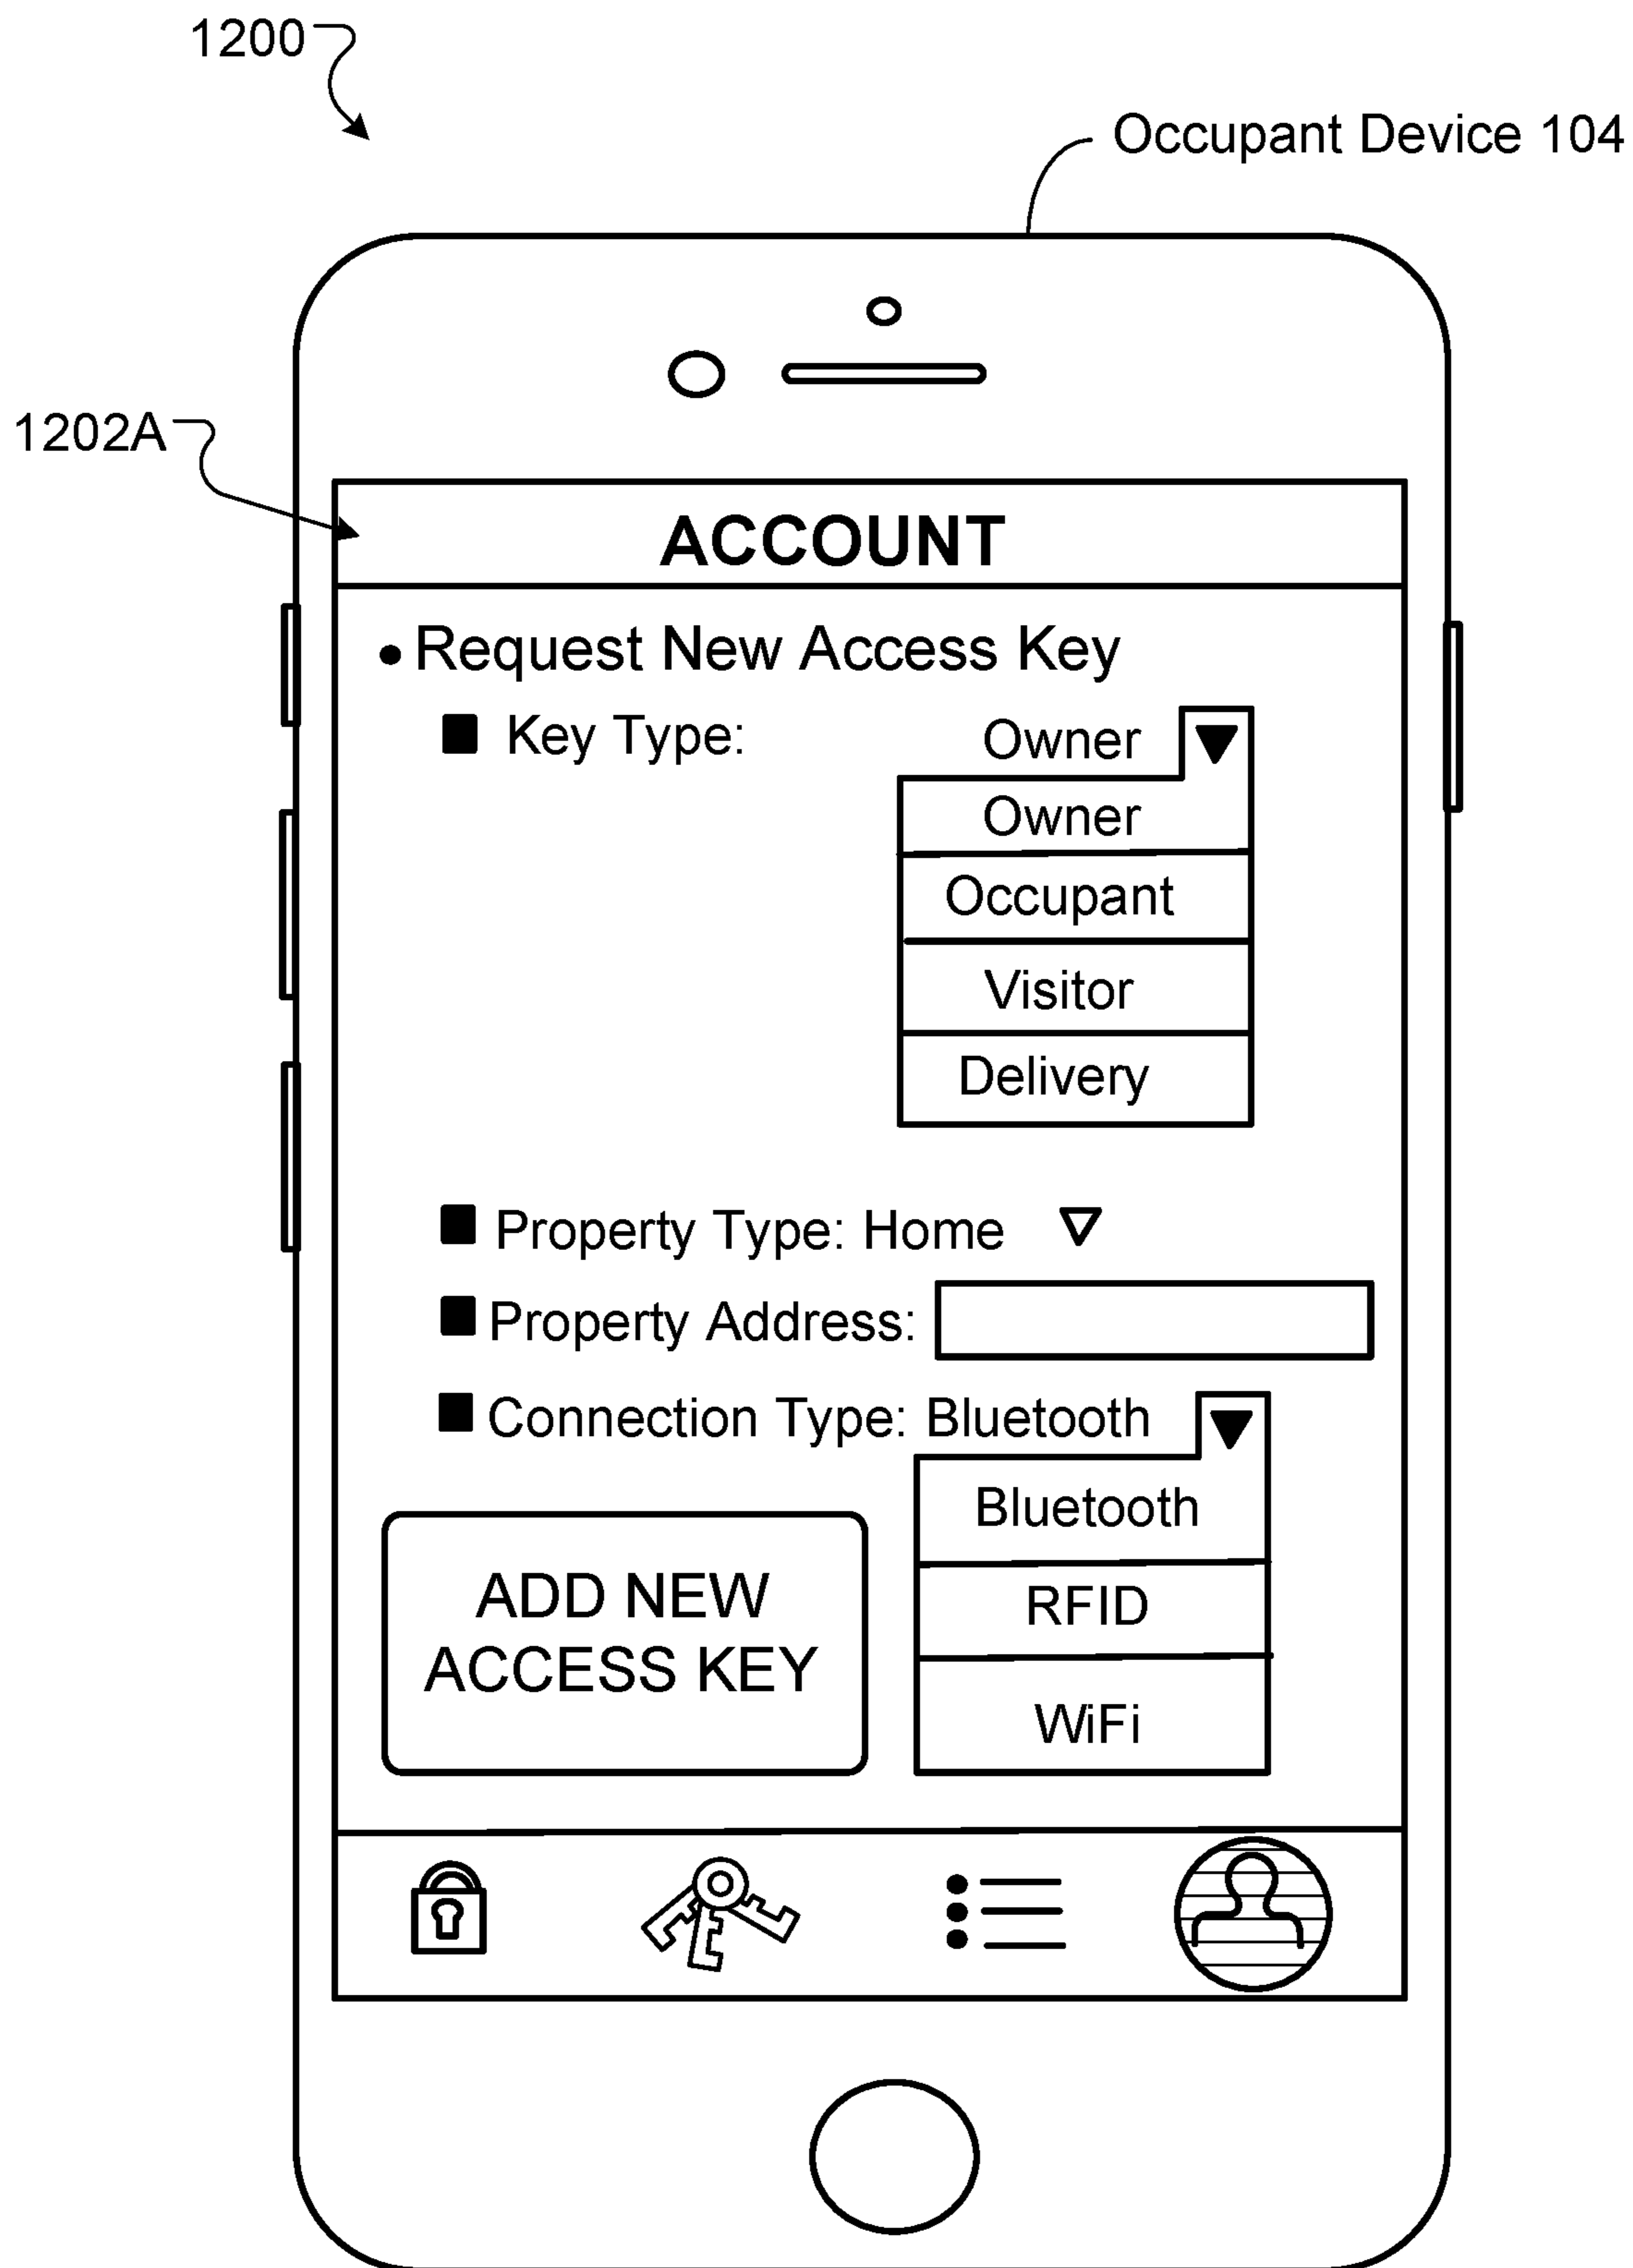 1200
Occupant Device 104
1202A
ACCOUNT
• Request New Access Key
■ Key Type: Owner
Owner
Occupant
Visitor
Delivery
■ Property Type: Home
■ Property Address:
■ Connection Type: Bluetooth
Bluetooth
RFID
WiFi
ADD NEW
ACCESS KEY